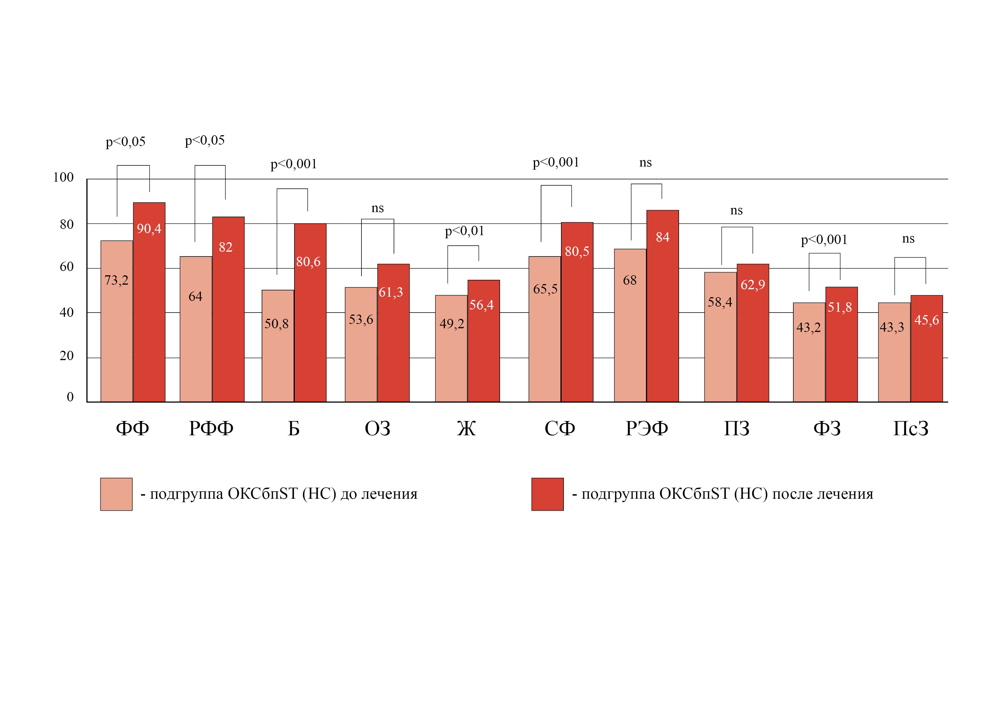 p<0,05
p<0,05
p<0,001
ns
p<0,01
p<0,001
ns
ns
p<0,001
ns
100
80
60
40
20
0
73,2
90,4
64
82
50,8
80,6
53,6
61,3
49,2
56,4
65,5
80,5
68
84
58,4
62,9
43,2
51,8
43,3
45,6
ФФ РФФ Б ОЗ Ж СФ РЭФ ПЗ ФЗ ПсЗ
- подгруппа ОКСбпST (НС) до лечения
- подгруппа ОКСбпST (НС) после лечения